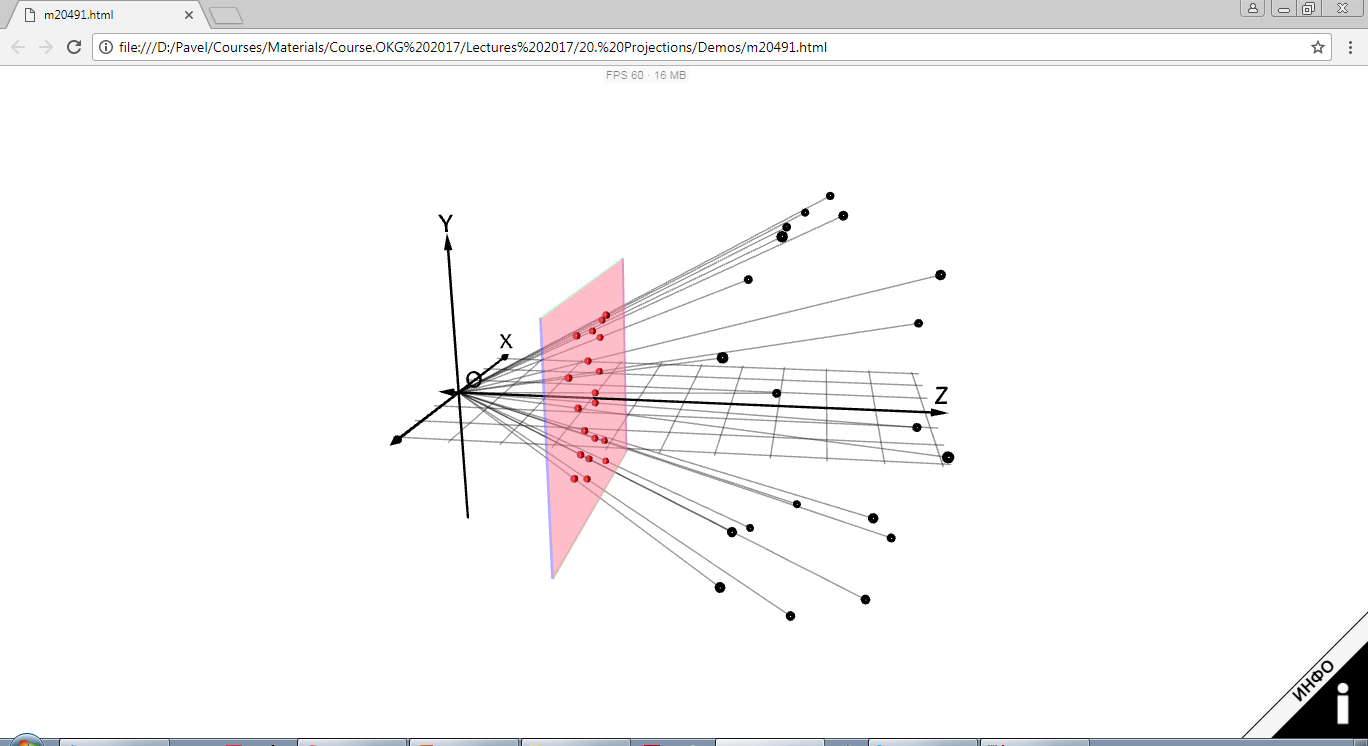 m20491.html
file:///D:/Pavel/Courses/Materials/Course.OKG%202017/Lectures%202017/20.%20Projections/Demos/m20491.html
FPS 60 · 16 MB
Y
X
O
Z
ИНФО
i